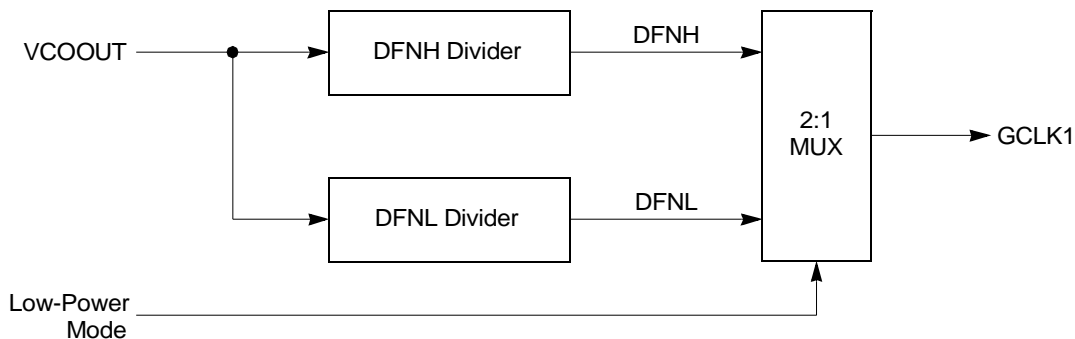 DFNH
VCOOUT
DFNH Divider
2:1
MUX
GCLK1
DFNL
DFNL Divider
Low-Power
Mode